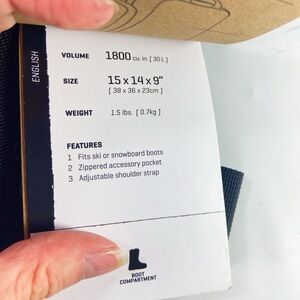 ENGLISH
VOLUME 1800 cu. in. [ 30 L ]
SIZE 15 x 14 x 9"
[ 38 x 36 x 23cm ]
WEIGHT 1.5 lbs. [ 0.7kg ]
FEATURES
1 Fits ski or snowboard boots
2 Zippered accessory pocket
3 Adjustable shoulder strap
BOOT
COMPARTMENT